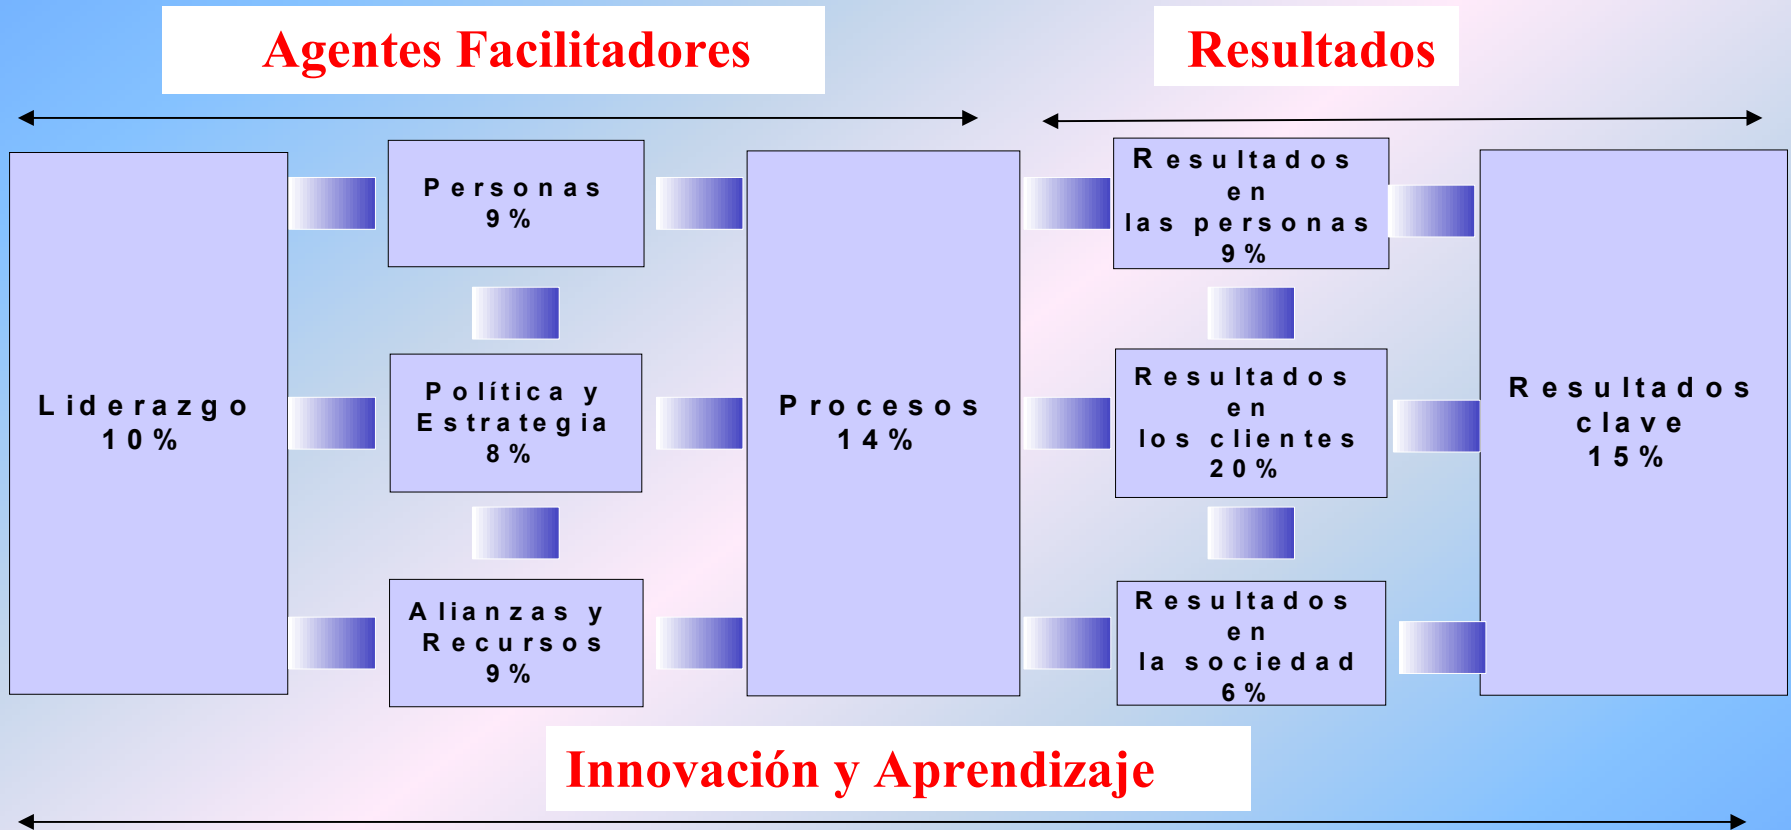 Agentes Facilitadores
Resultados
Liderazgo
10%
Personas
9%
Política y
Estrategia
8%
Alianzas y
Recursos
9%
Procesos
14%
Resultados
en
las personas
9%
Resultados
en
los clientes
20%
Resultados
en
la sociedad
6%
Resultados
clave
15%
Innovación y Aprendizaje